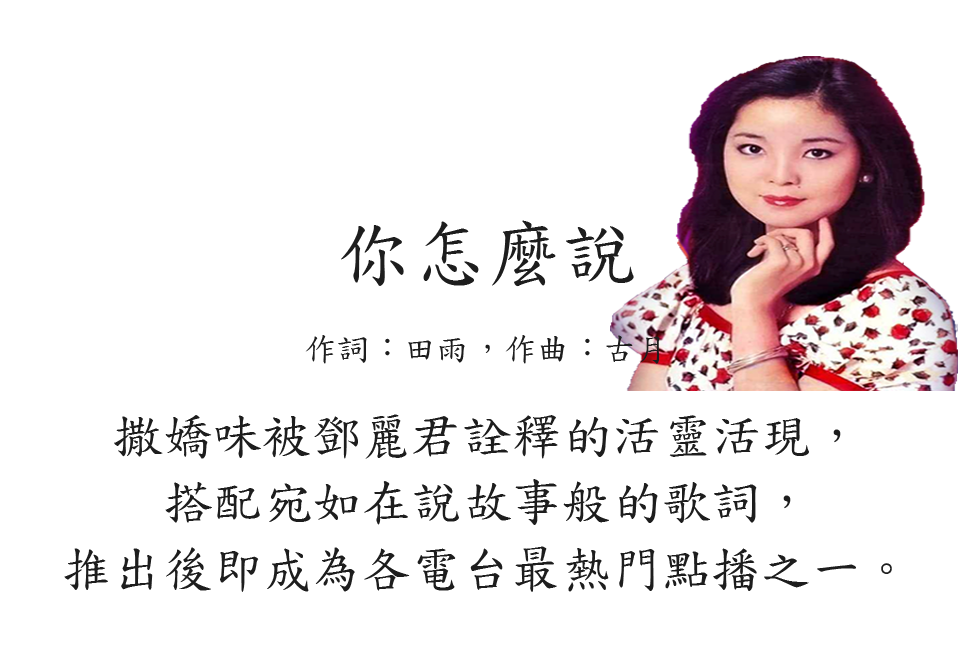 你怎麼說
作詞：田雨，作曲：古月
撒嬌味被鄧麗君詮釋的活靈活現，
搭配宛如在說故事般的歌詞，
推出後即成為各電台最熱門點播之一。